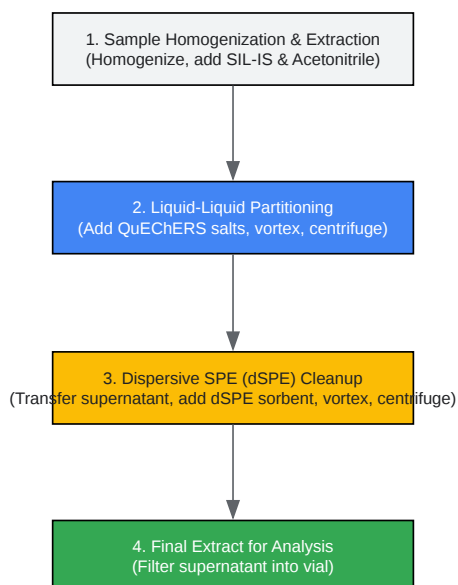 1. Sample Homogenization & Extraction
(Homogenize, add SIL-IS & Acetonitrile)
2. Liquid-Liquid Partitioning
(Add QuEChERS salts, vortex, centrifuge)
3. Dispersive SPE (dSPE) Cleanup
(Transfer supernatant, add dSPE sorbent, vortex, centrifuge)
4. Final Extract for Analysis
(Filter supernatant into vial)